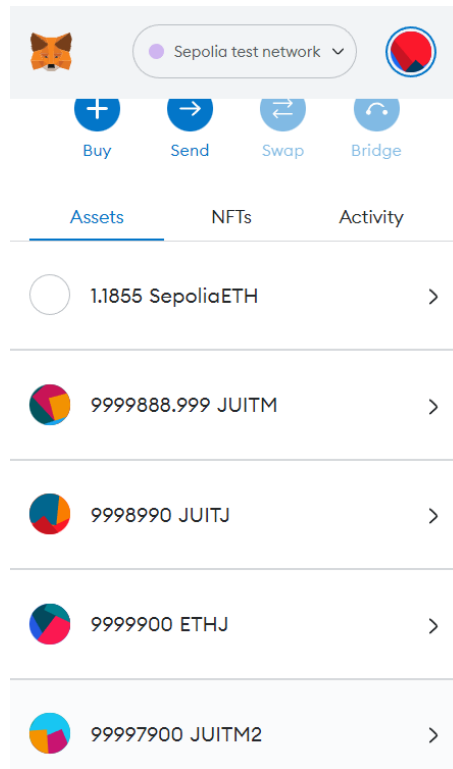 Sepolia test network
Buy Send Swap Bridge
Assets NFTs Activity
1.1855 SepoliaETH
9999888.999 JUITM
9998990 JUITJ
9999900 ETHJ
99997900 JUITM2